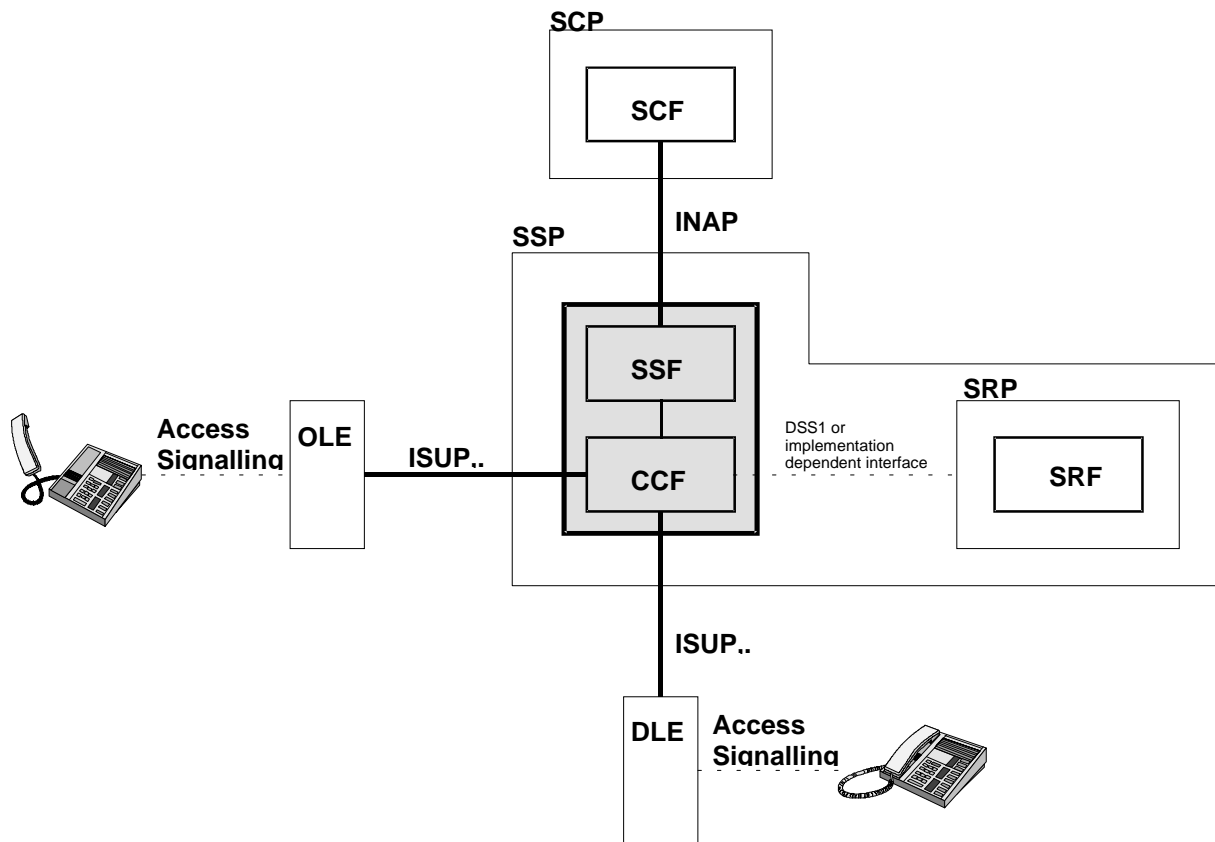 SCP
SCF
INAP
SSP
SSF
SRP
Access
Signalling
OLE
ISUP..
CCF
DSS1 or
implementation
dependent interface
SRF
ISUP..
DLE
Access
Signalling